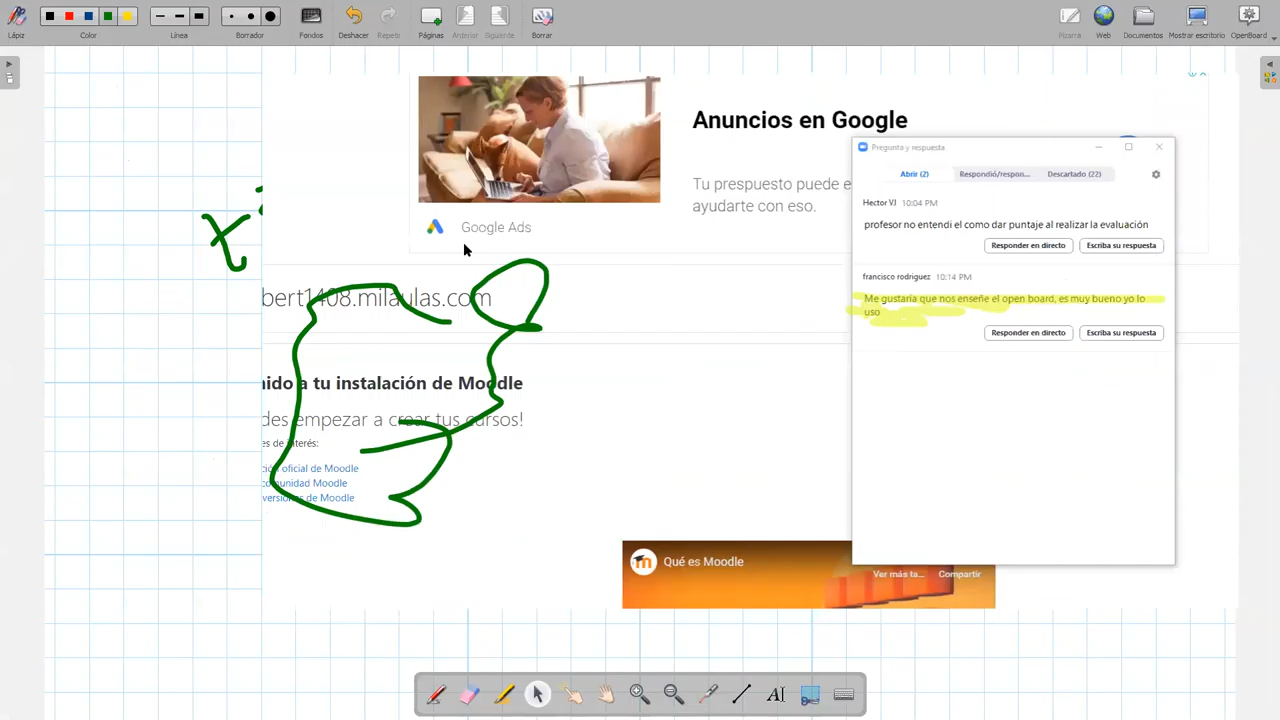 Lápiz
Color
Línea
Borrador
Fondos
Deshacer
Repetir
Páginas
Anterior
Siguiente
Borrar
Pizarra
Web
Documentos
Mostrar escritorio
OpenBoard
Anuncios en Google
Tu prespuesto puede e
ayudarte con eso.
Google Ads
Pregunta y respuesta
Abrir (2)
Respondió/respon...
Descartado (22)
Hector VJ 10:04 PM
profesor no entendi el como dar puntaje al realizar la evaluación
Responder en directo
Escriba su respuesta
francisco rodriguez 10:14 PM
Me gustaría que nos enseñe el open board, es muy bueno yo lo
uso
Responder en directo
Escriba su respuesta
bert1408.milaulas.com
nido a tu instalación de Moodle
des empezar a crear tus cursos!
es de interés:
ción oficial de Moodle
comunidad Moodle
versiones de Moodle
Qué es Moodle
Ver más ta...
Compartir
AI